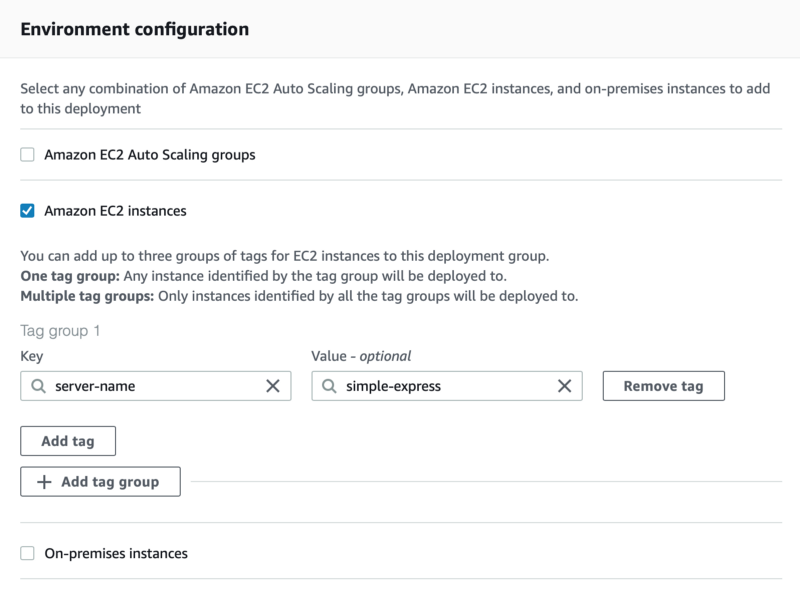 Environment configuration
Select any combination of Amazon EC2 Auto Scaling groups, Amazon EC2 instances, and on-premises instances to add
to this deployment
Amazon EC2 Auto Scaling groups
Amazon EC2 instances
You can add up to three groups of tags for EC2 instances to this deployment group.
One tag group: Any instance identified by the tag group will be deployed to.
Multiple tag groups: Only instances identified by all the tag groups will be deployed to.
Tag group 1
Key Value - optional
server-name simple-express Remove tag
Add tag
Add tag group
On-premises instances